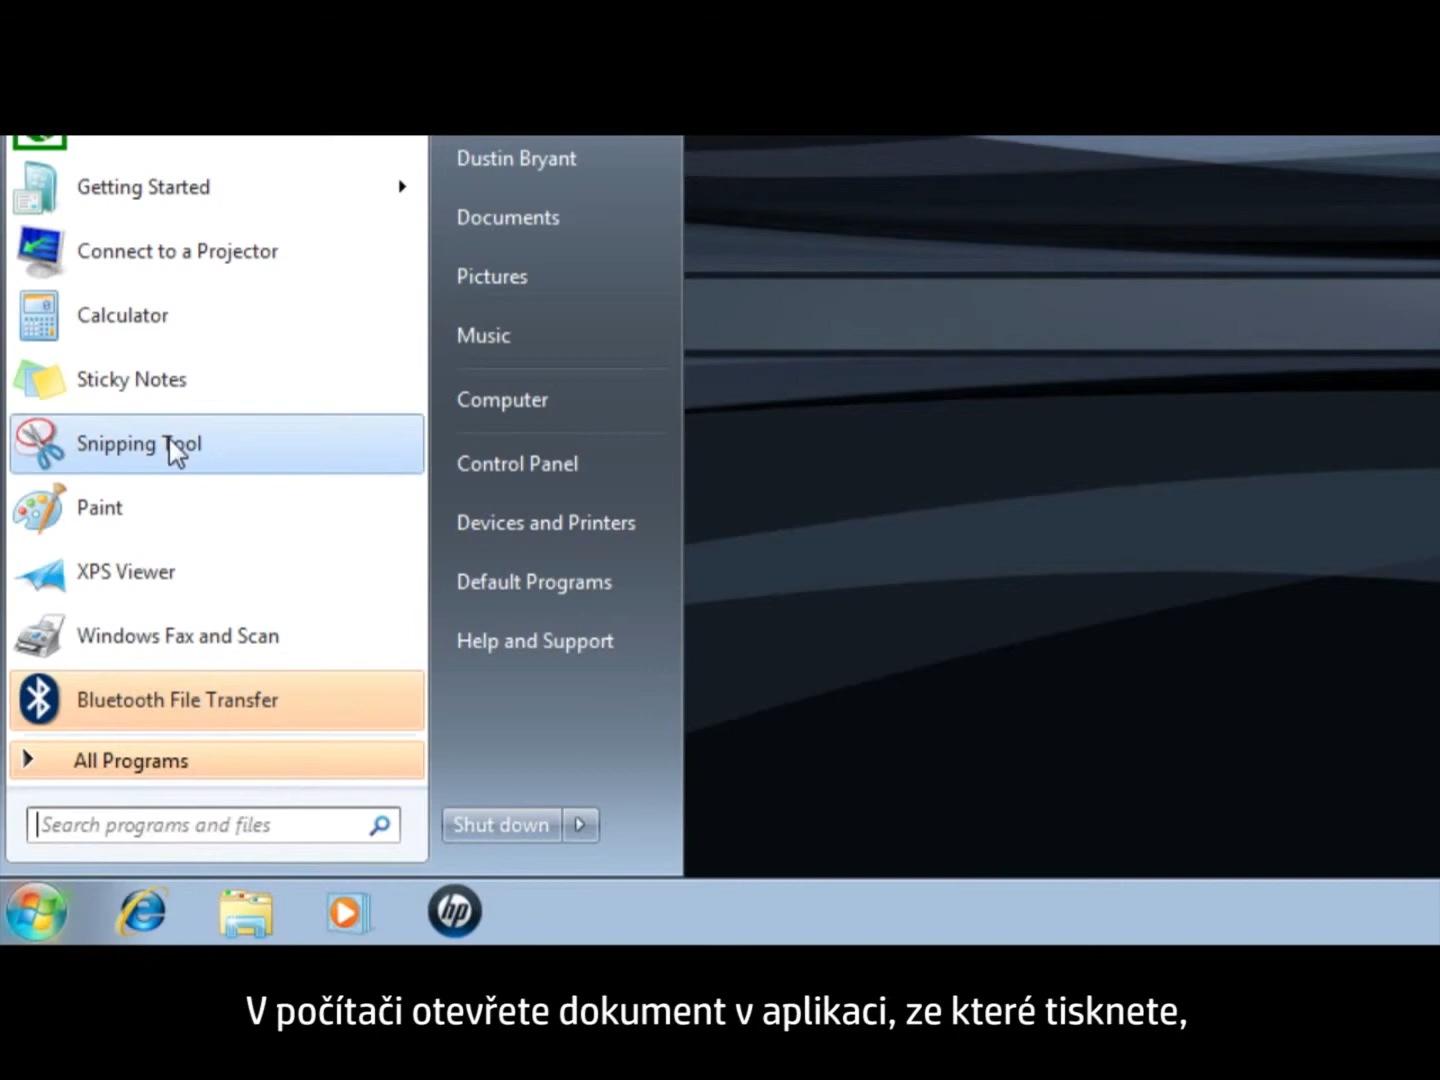 Getting Started
Connect to a Projector
Calculator
Sticky Notes
Snipping Tool
Paint
XPS Viewer
Windows Fax and Scan
Bluetooth File Transfer
All Programs
Search programs and files
Dustin Bryant
Documents
Pictures
Music
Computer
Control Panel
Devices and Printers
Default Programs
Help and Support
Shut down
hp
V počítači otevřete dokument v aplikaci, ze které tisknete,